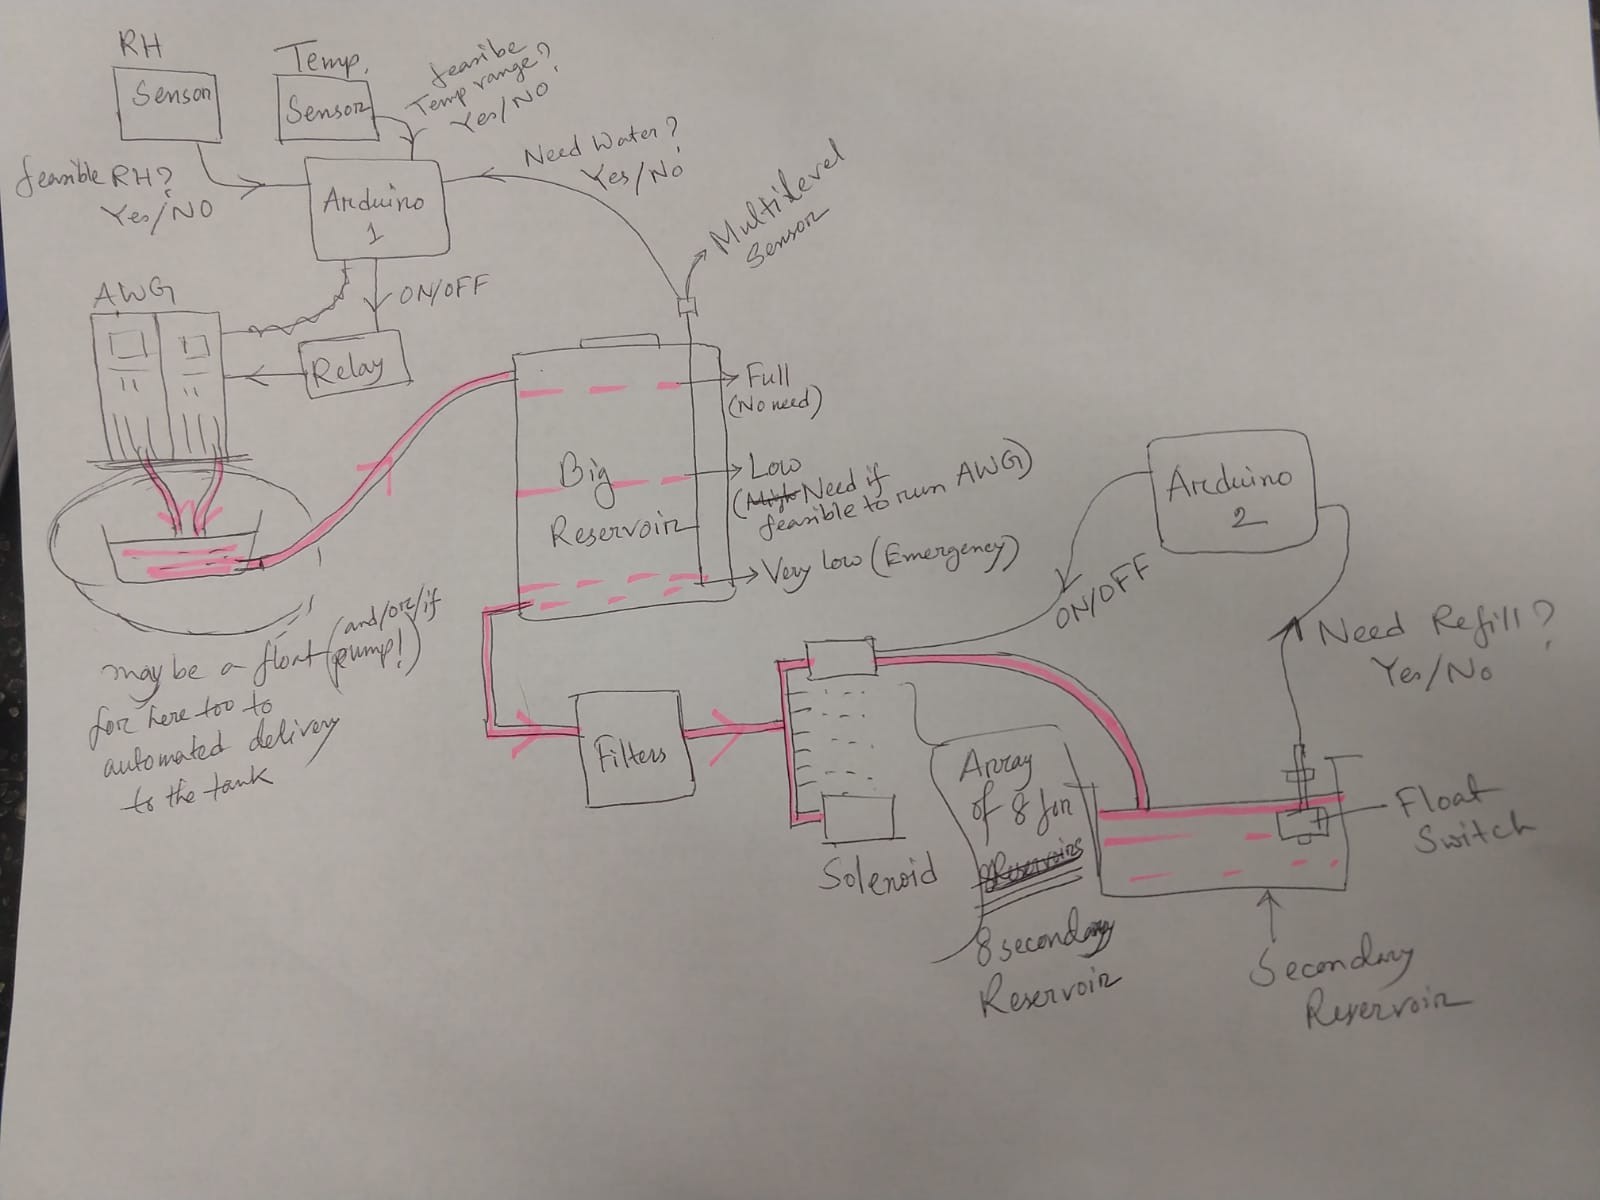 RH
Sensor
Temp.
Sensor
feasibe
Temp range?
Yes/NO
feasible RH?
Yes/NO
Arduino
1
Need Water?
Yes/No
Multilevel
Sensor
AWG
ON/OFF
Relay
Full
(No need)
Big
Reservoir
Low
(Need if
feasible to run AWG)
Very low (Emergency)
may be a float (and/or/if
pump!)
for here too to
automated delivery
to the tank
Filters
Solenoid
Array
of 8 for
Reservoirs
8 secondary
Reservoir
Arduino
2
ON/OFF
Need Refill?
Yes/No
Float
Switch
Secondary
Reservoir